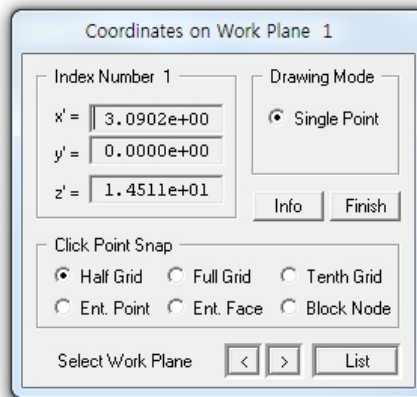 Coordinates on Work Plane 1
Index Number 1
Drawing Mode
x' = 3.0902e+00
Single Point
y' = 0.0000e+00
z' = 1.4511e+01
Info Finish
Click Point Snap
Half Grid Full Grid Tenth Grid
Ent. Point Ent. Face Block Node
Select Work Plane < > List